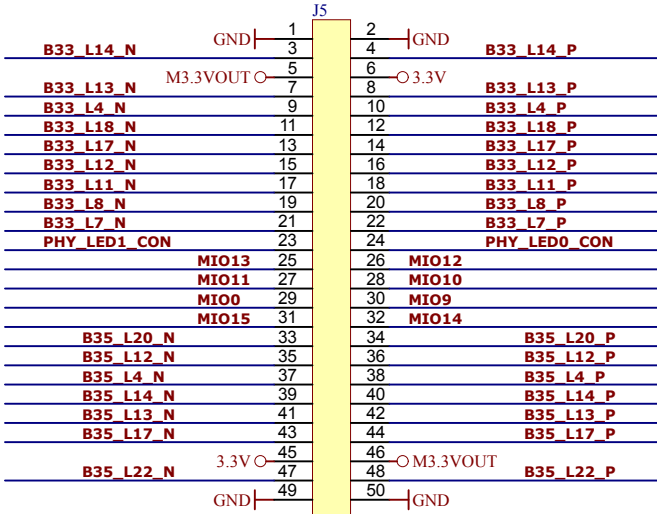 J5
GND 1 2 GND
B33_L14_N 3 4 B33_L14_P
M3.3VOUT 5 6 3.3V
B33_L13_N 7 8 B33_L13_P
B33_L4_N 9 10 B33_L4_P
B33_L18_N 11 12 B33_L18_P
B33_L17_N 13 14 B33_L17_P
B33_L12_N 15 16 B33_L12_P
B33_L11_N 17 18 B33_L11_P
B33_L8_N 19 20 B33_L8_P
B33_L7_N 21 22 B33_L7_P
PHY_LED1_CON 23 24 PHY_LED0_CON
MIO13 25 26 MIO12
MIO11 27 28 MIO10
MIO0 29 30 MIO9
MIO15 31 32 MIO14
B35_L20_N 33 34 B35_L20_P
B35_L12_N 35 36 B35_L12_P
B35_L4_N 37 38 B35_L4_P
B35_L14_N 39 40 B35_L14_P
B35_L13_N 41 42 B35_L13_P
B35_L17_N 43 44 B35_L17_P
3.3V 45 46 M3.3VOUT
B35_L22_N 47 48 B35_L22_P
GND 49 50 GND